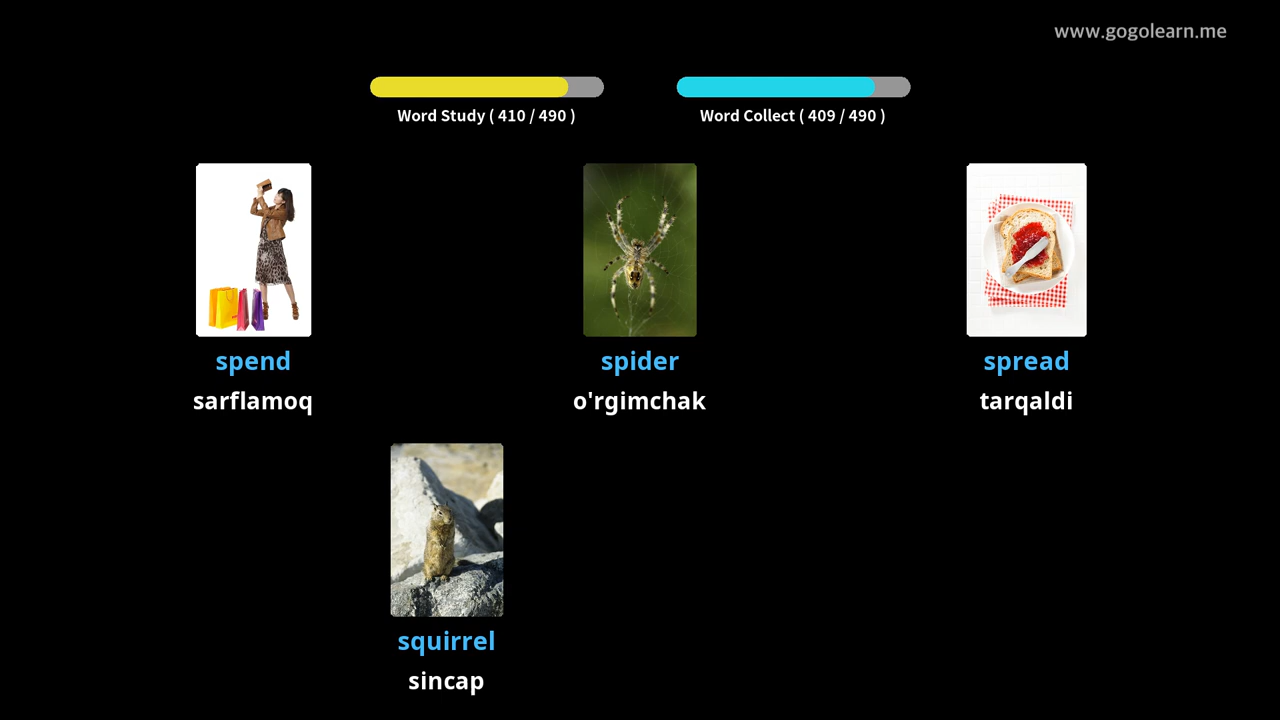 www.gogolearn.me
Word Study ( 410 / 490 )
Word Collect ( 409 / 490 )
spend
sarflamoq
spider
o'rgimchak
spread
tarqaldi
squirrel
sincap